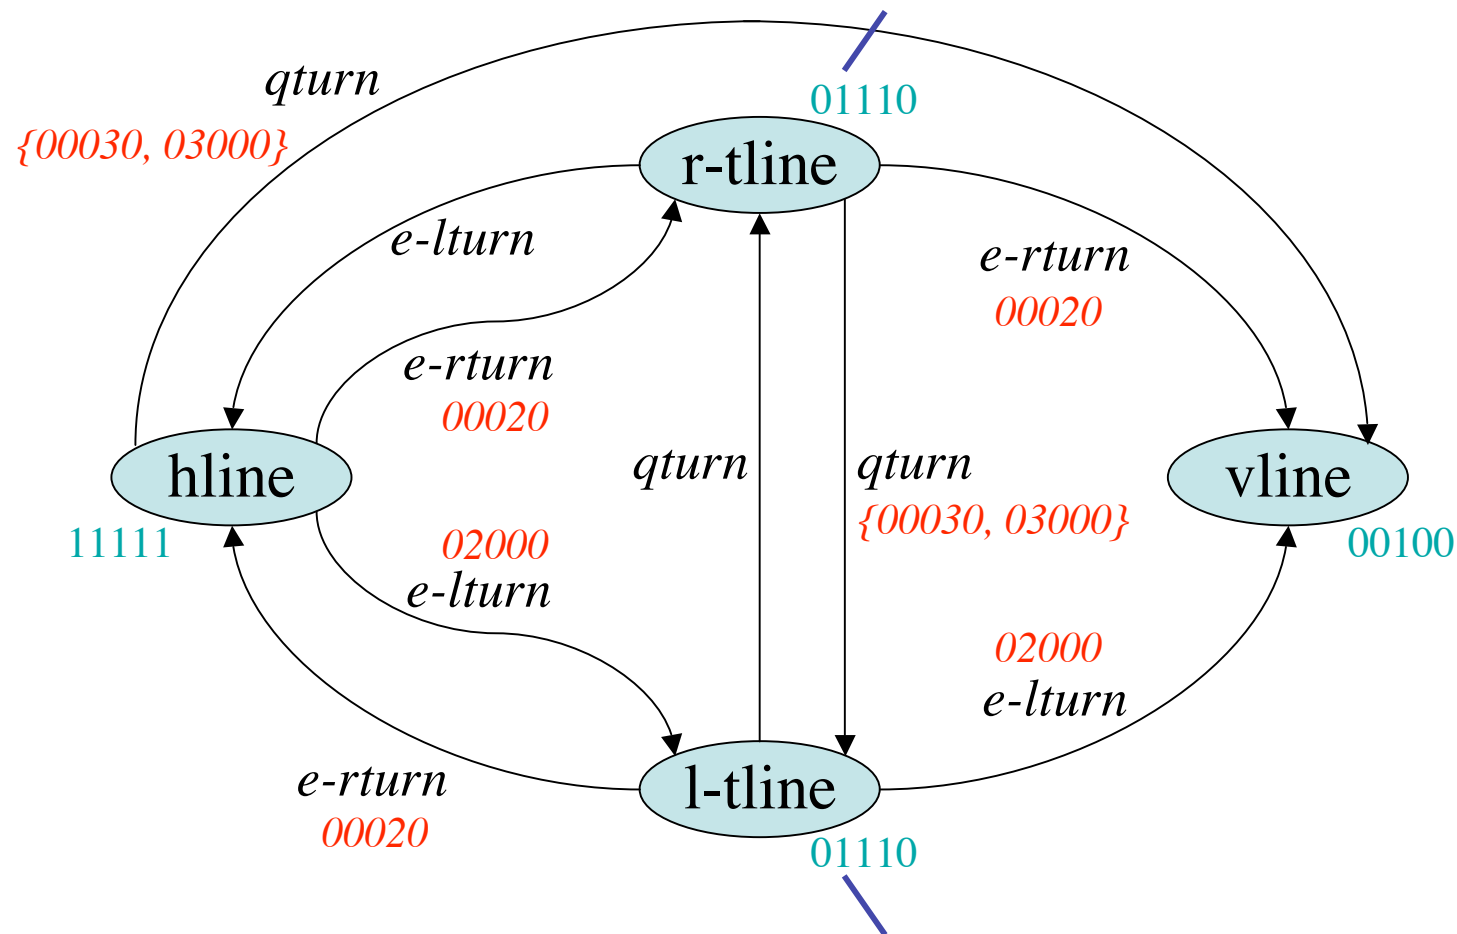 qturn
{00030, 03000}
01110
r-tline
e-lturn
e-rturn
00020
e-rturn
00020
hline
11111
qturn
qturn
{00030, 03000}
vline
00100
02000
e-lturn
02000
e-lturn
e-rturn
00020
l-tline
01110